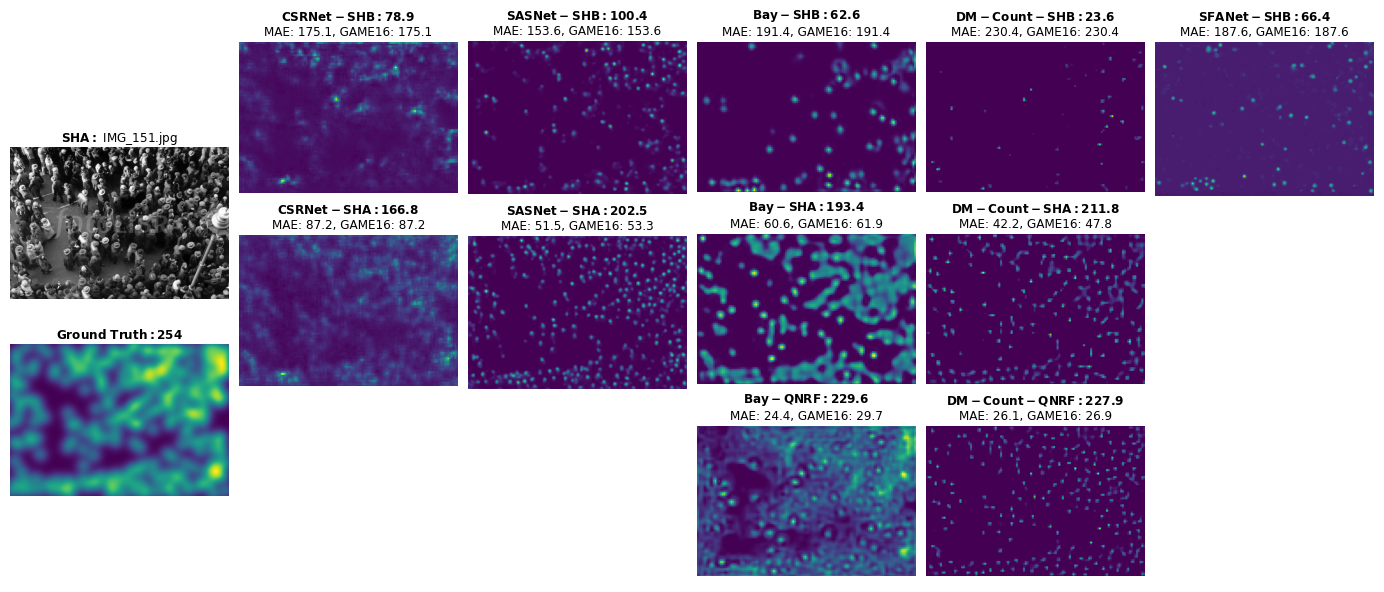 SHA: IMG_151.jpg
Ground Truth: 254
CSRNet − SHB: 78.9
MAE: 175.1, GAME16: 175.1
SASNet − SHB: 100.4
MAE: 153.6, GAME16: 153.6
Bay − SHB: 62.6
MAE: 191.4, GAME16: 191.4
DM − Count − SHB: 23.6
MAE: 230.4, GAME16: 230.4
SFANet − SHB: 66.4
MAE: 187.6, GAME16: 187.6
CSRNet − SHA: 166.8
MAE: 87.2, GAME16: 87.2
SASNet − SHA: 202.5
MAE: 51.5, GAME16: 53.3
Bay − SHA: 193.4
MAE: 60.6, GAME16: 61.9
DM − Count − SHA: 211.8
MAE: 42.2, GAME16: 47.8
Bay − QNRF: 229.6
MAE: 24.4, GAME16: 29.7
DM − Count − QNRF: 227.9
MAE: 26.1, GAME16: 26.9